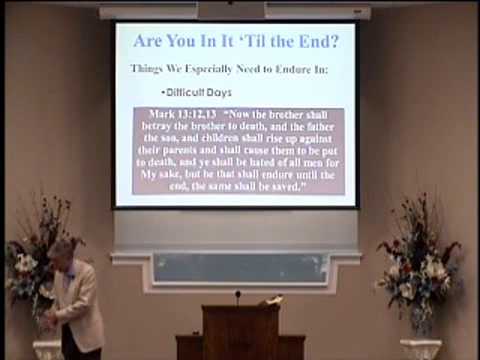 Are You In It ‘Til the End?
Things We Especially Need to Endure In:
•Difficult Days
Mark 13:12,13 “Now the brother shall
betray the brother to death, and the father
the son, and children shall rise up against
their parents and shall cause them to be put
to death, and ye shall be hated of all men for
My sake, but he that shall endure until the
end, the same shall be saved.”